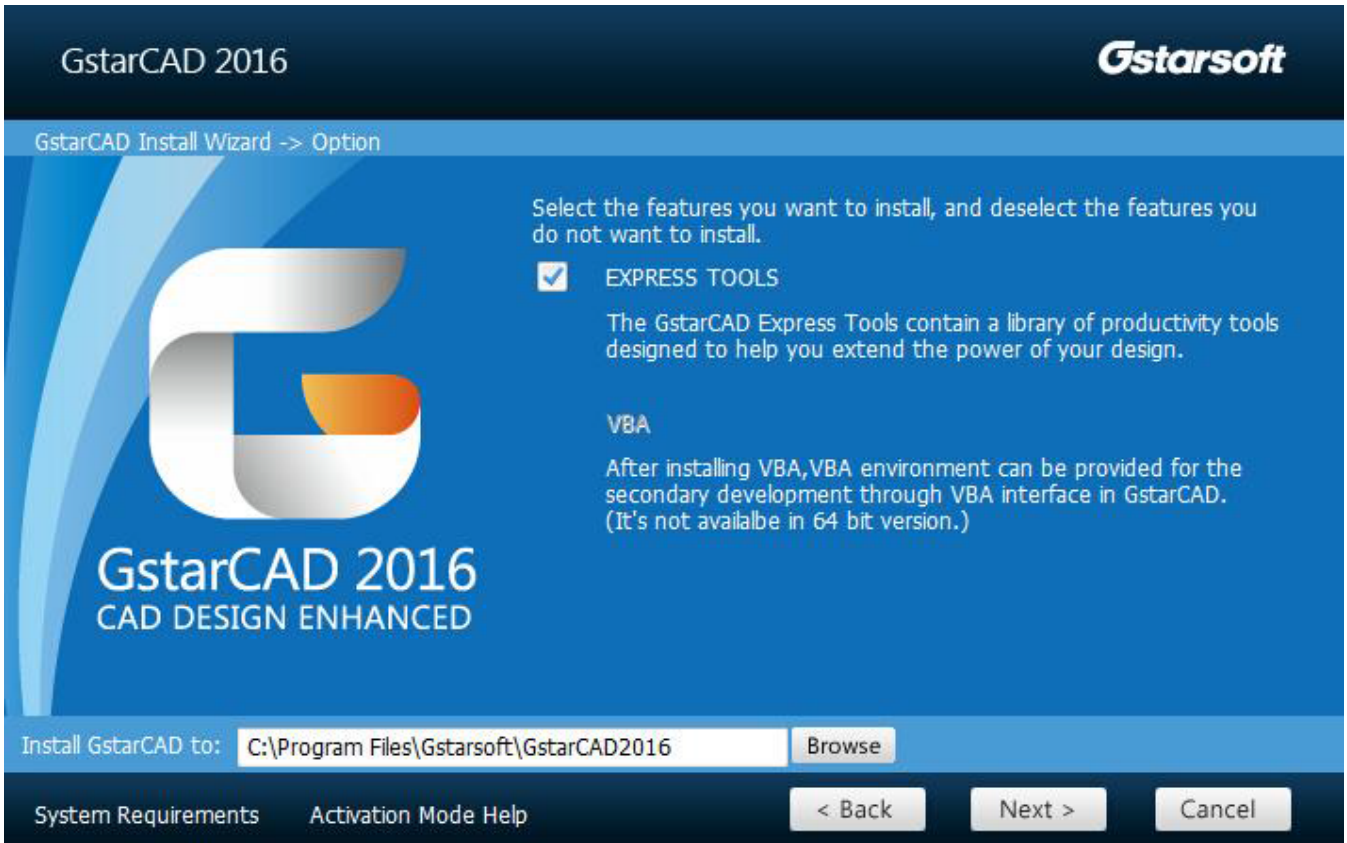 GstarCAD 2016
Gstarsoft
GstarCAD Install Wizard -> Option
Select the features you want to install, and deselect the features you
do not want to install.
EXPRESS TOOLS
The GstarCAD Express Tools contain a library of productivity tools
designed to help you extend the power of your design.
VBA
After installing VBA,VBA environment can be provided for the
secondary development through VBA interface in GstarCAD.
(It's not availalbe in 64 bit version.)
GstarCAD 2016
CAD DESIGN ENHANCED
Install GstarCAD to:
C:\Program Files\Gstarsoft\GstarCAD2016
Browse
System Requirements
Activation Mode Help
< Back
Next >
Cancel